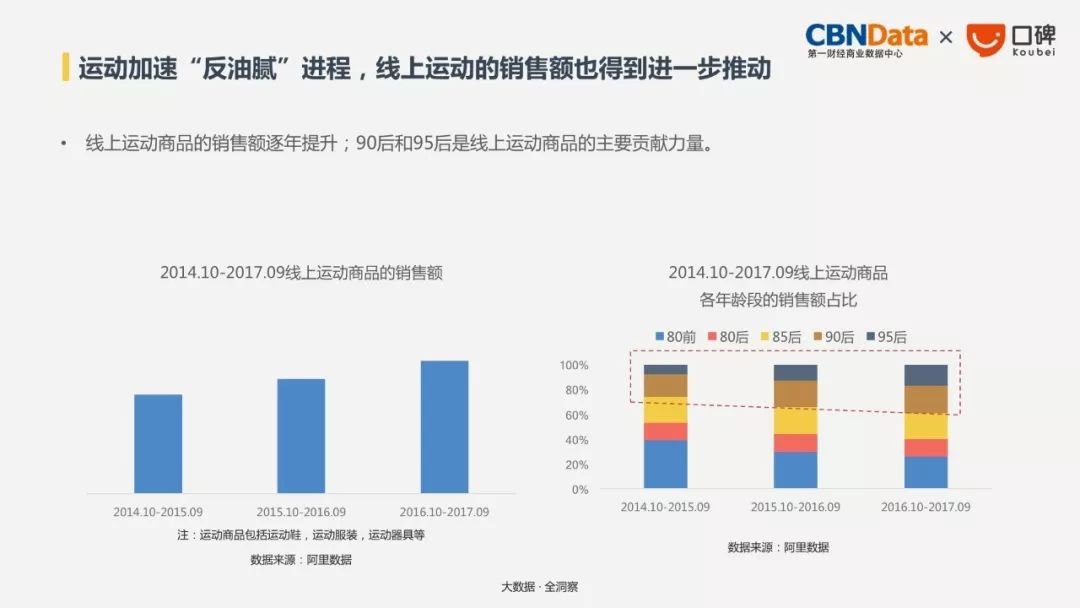 CBNData
第一财经商业数据中心
×
口碑
Koubei
运动加速“反油腻”进程，线上运动的销售额也得到进一步推动
• 线上运动商品的销售额逐年提升；90后和95后是线上运动商品的主要贡献力量。
2014.10-2017.09线上运动商品的销售额
2014.10-2015.09 2015.10-2016.09 2016.10-2017.09
注：运动商品包括运动鞋，运动服装，运动器具等
数据来源：阿里数据
2014.10-2017.09线上运动商品
各年龄段的销售额占比
80前 80后 85后 90后 95后
100%
80%
60%
40%
20%
0%
2014.10-2015.09 2015.10-2016.09 2016.10-2017.09
数据来源：阿里数据
大数据·全洞察